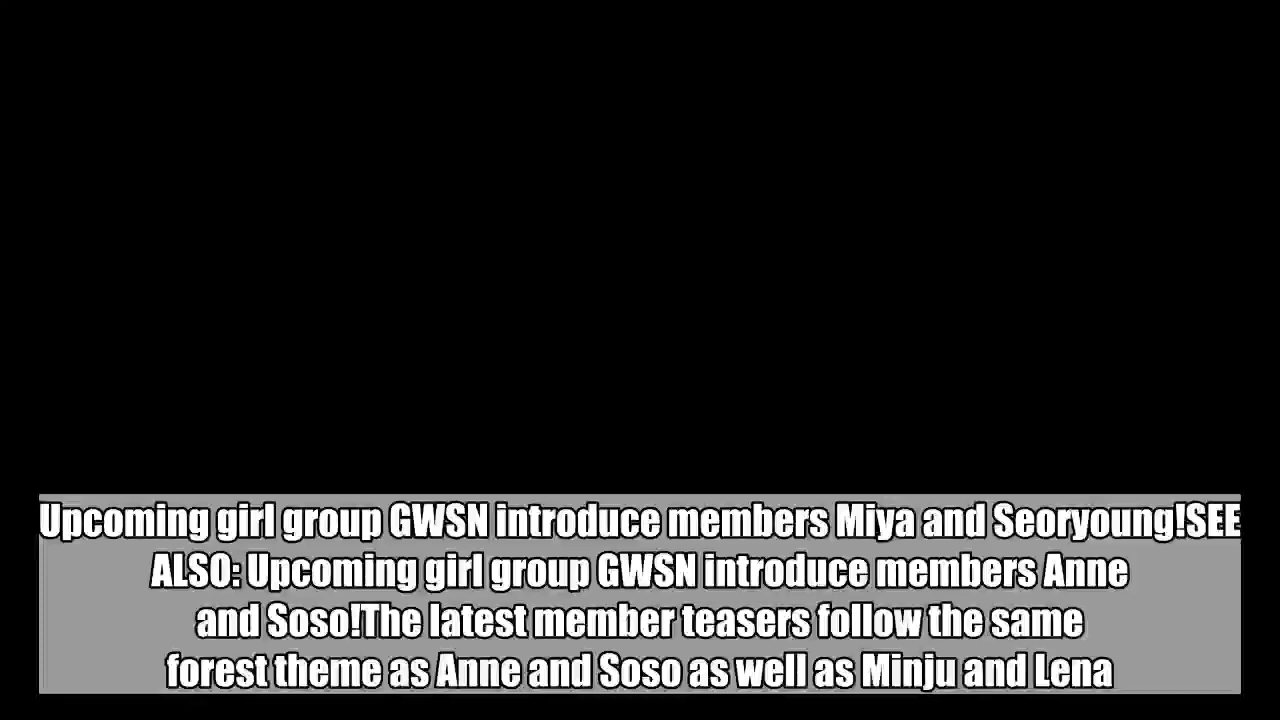 Upcoming girl group GWSN introduce members Miya and Seoryoung!SEE
ALSO: Upcoming girl group GWSN introduce members Anne
and Soso!The latest member teasers follow the same
forest theme as Anne and Soso as well as Minju and Lena